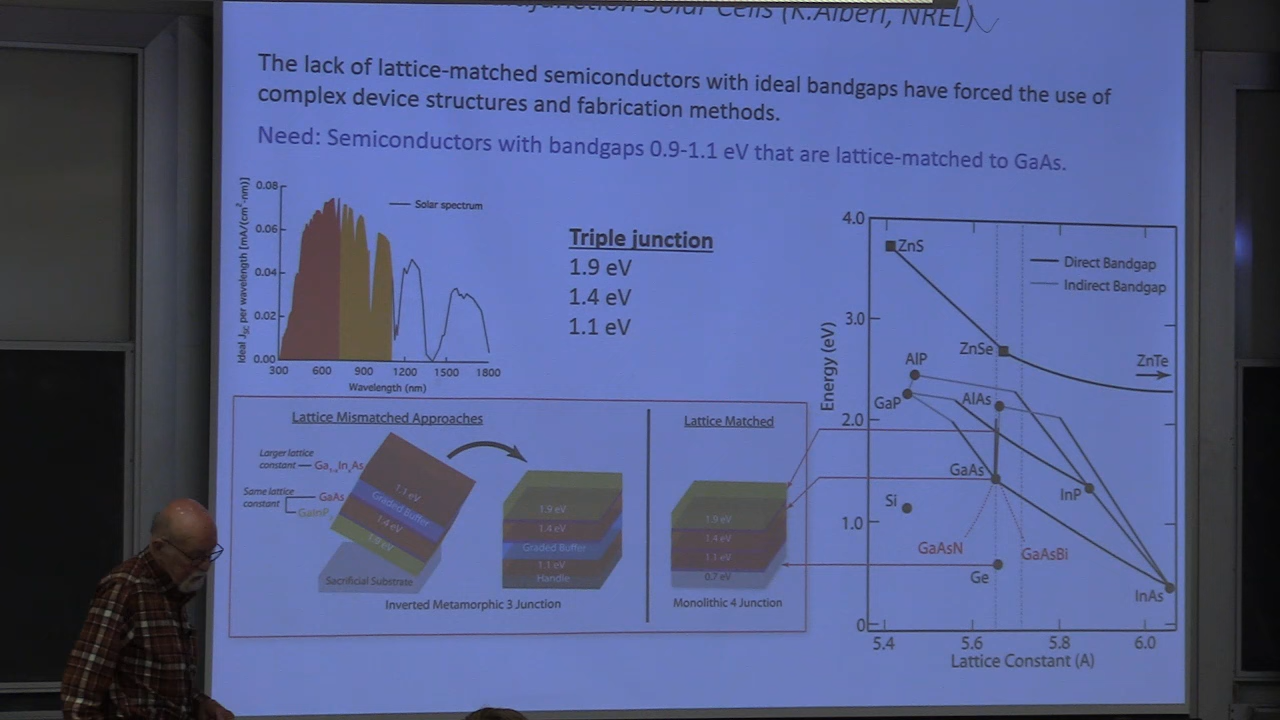 Solar Cells (K.Alberi, NREL)
The lack of lattice-matched semiconductors with ideal bandgaps have forced the use of
complex device structures and fabrication methods.
Need: Semiconductors with bandgaps 0.9-1.1 eV that are lattice-matched to GaAs.
Ideal JSC per wavelength [mA/(cm²·nm)]
0.08
0.06
0.04
0.02
0.00
Solar spectrum
300 600 900 1200 1500 1800
Wavelength (nm)
Triple junction
1.9 eV
1.4 eV
1.1 eV
Energy (eV)
4.0
3.0
2.0
1.0
0
ZnS
Direct Bandgap
Indirect Bandgap
ZnSe
ZnTe
AlP
GaP
AlAs
GaAs
InP
Si
GaAsN
GaAsBi
Ge
InAs
5.4 5.6 5.8 6.0
Lattice Constant (A)
Lattice Mismatched Approaches
Larger lattice
constant
Same lattice
constant
GaAs
1.1 eV
Graded Buffer
1.4 eV
1.9 eV
Sacrificial Substrate
1.9 eV
1.4 eV
Graded Buffer
1.1 eV
Handle
Inverted Metamorphic 3 Junction
Lattice Matched
1.9 eV
1.4 eV
1.1 eV
0.7 eV
Monolithic 4 Junction